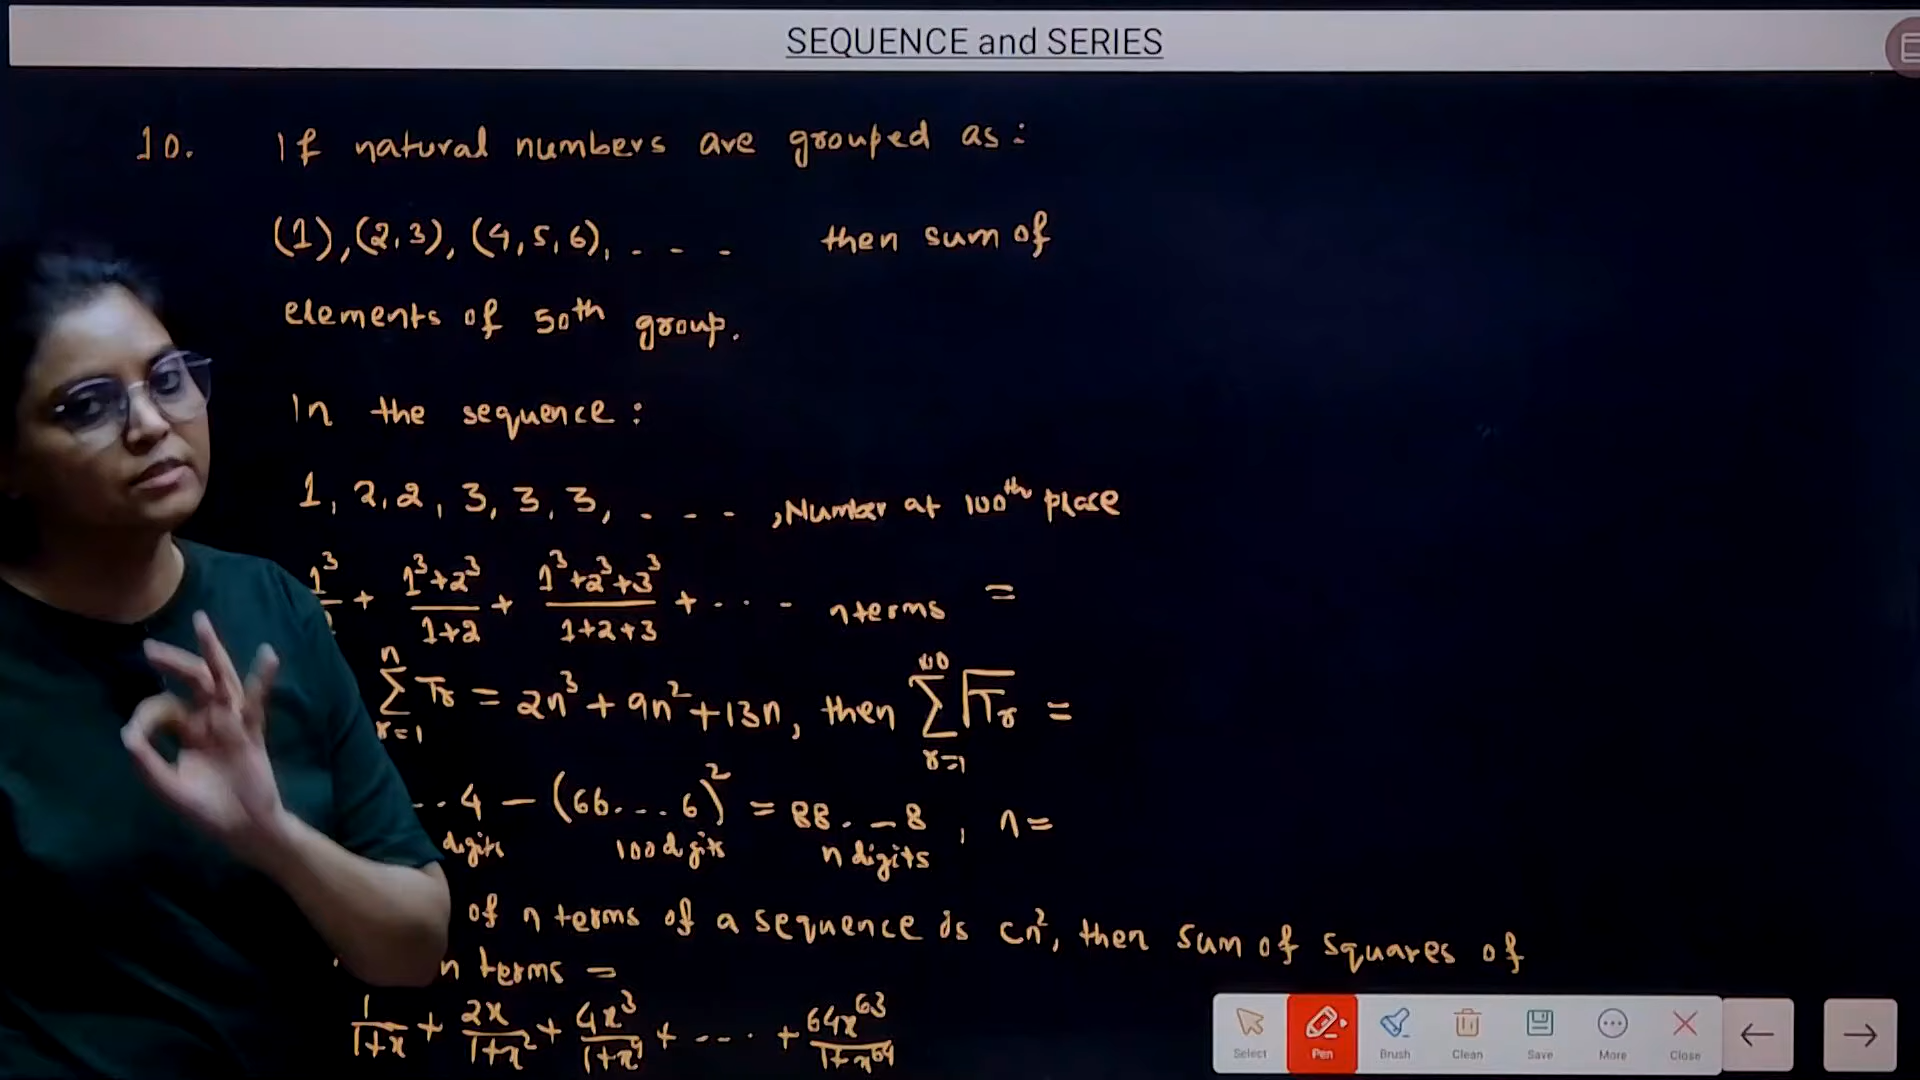 SEQUENCE and SERIES
10. If natural numbers are grouped as:
(1), (2,3), (4,5,6), . . . then sum of
elements of 50th group.
In the sequence:
1, 2, 2, 3, 3, 3, . . . , Number at 100th place
1³ + (1³+2³)/(1+2) + (1³+2³+3³)/(1+2+3) + . . . n terms =
n Σ r=1 Tr = 2n³ + 9n² + 13n, then Σ r=1 √Tr =
. . 4 – (66. . . 6)² = 88. . . 8, n =
digits 100 digits n digits
of n terms of a sequence is cn², then sum of squares of
n terms =
1/(1+x) + 2x/(1+x²) + 4x³/(1+x⁴) + . . . . + 64x⁶³/(1+x⁶⁴)
Select Pen Brush Clean Save More Close